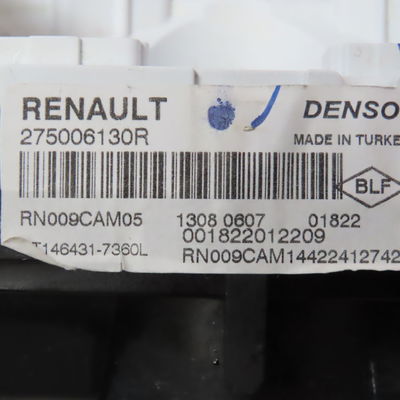 RENAULT DENSO
275006130R MADE IN TURKE
BLF
RN009CAM05 1308 0607 01822
001822012209
T146431-7360L RN009CAM14422412742